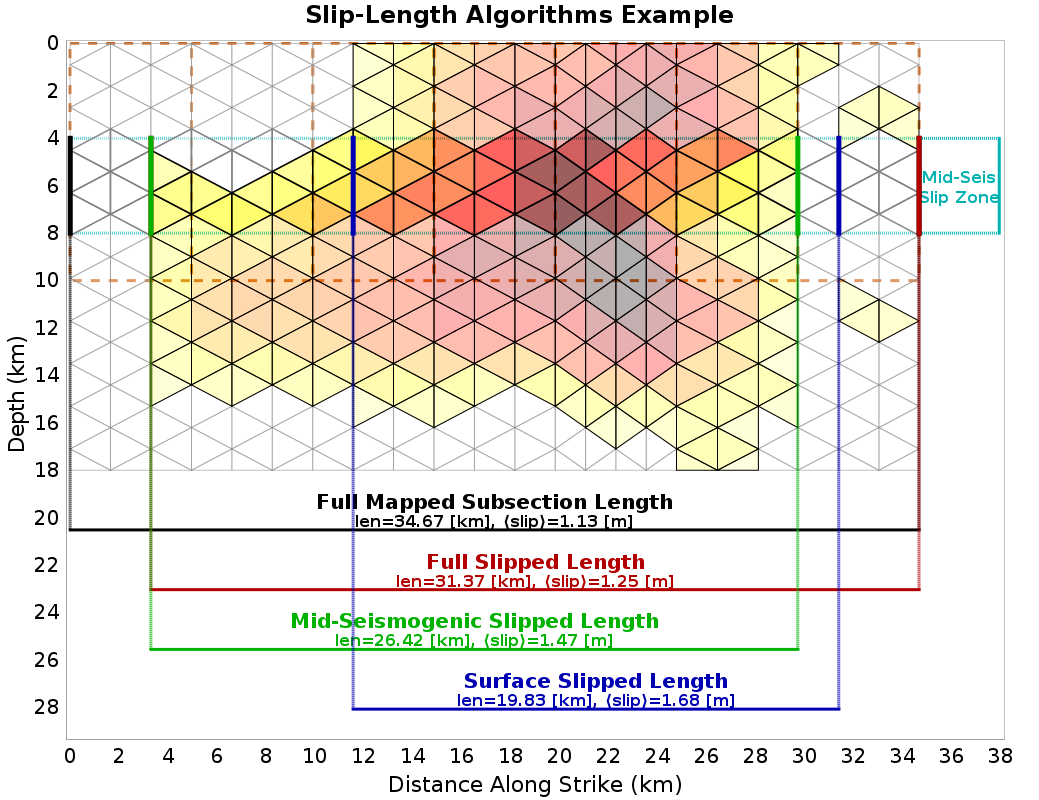 Slip-Length Algorithms Example
0
2
4
6
8
10
12
14
16
18
20
22
24
26
28
Depth (km)
Mid-Seis
Slip Zone
Full Mapped Subsection Length
len=34.67 [km], ⟨slip⟩=1.13 [m]
Full Slipped Length
len=31.37 [km], ⟨slip⟩=1.25 [m]
Mid-Seismogenic Slipped Length
len=26.42 [km], ⟨slip⟩=1.47 [m]
Surface Slipped Length
len=19.83 [km], ⟨slip⟩=1.68 [m]
0 2 4 6 8 10 12 14 16 18 20 22 24 26 28 30 32 34 36 38
Distance Along Strike (km)